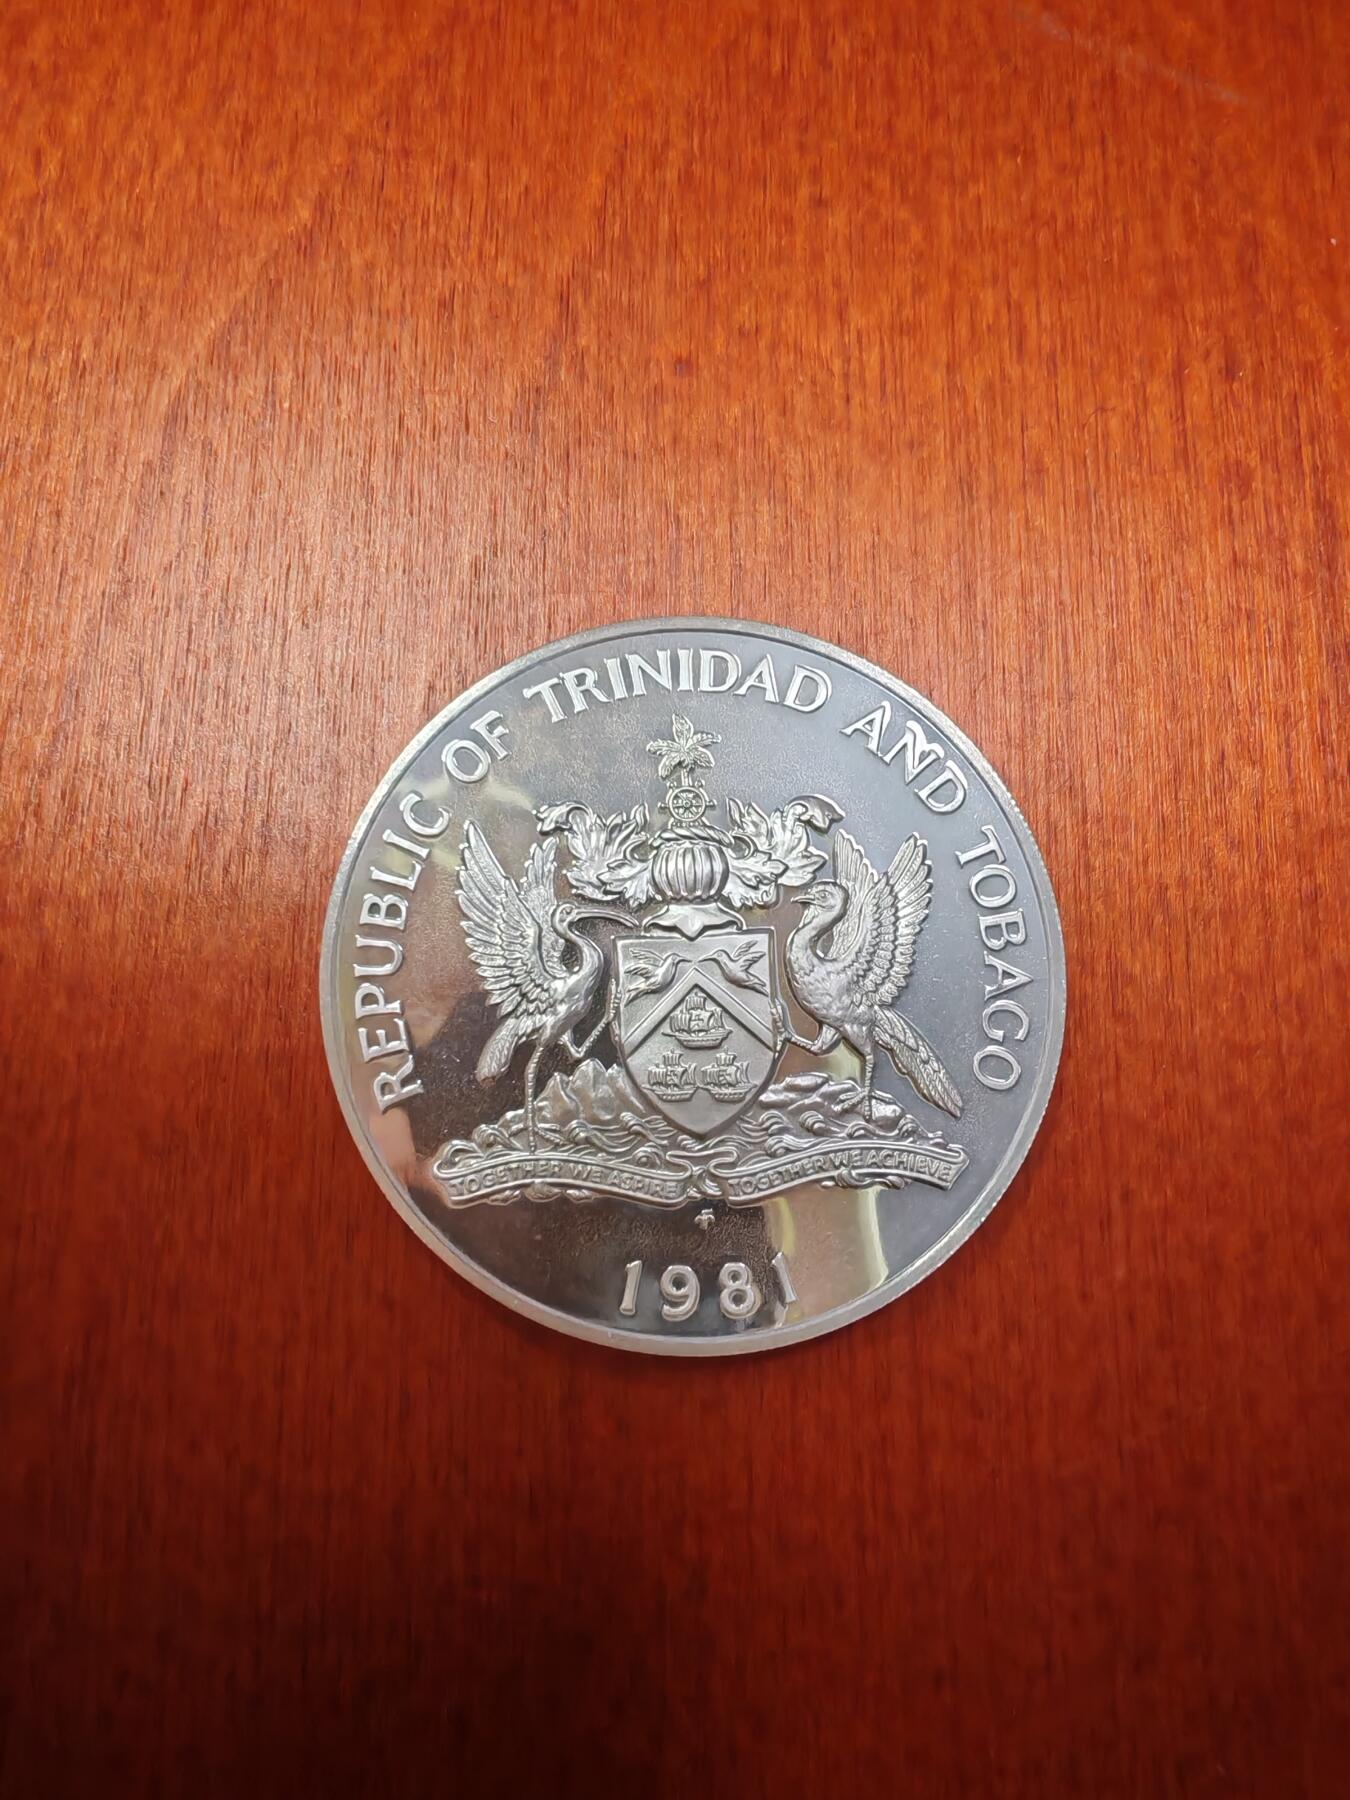 REPUBLIC OF TRINIDAD AND TOBAGO
TOGETHER WE ASPIRE TOGETHER WE ACHIEVE
1981